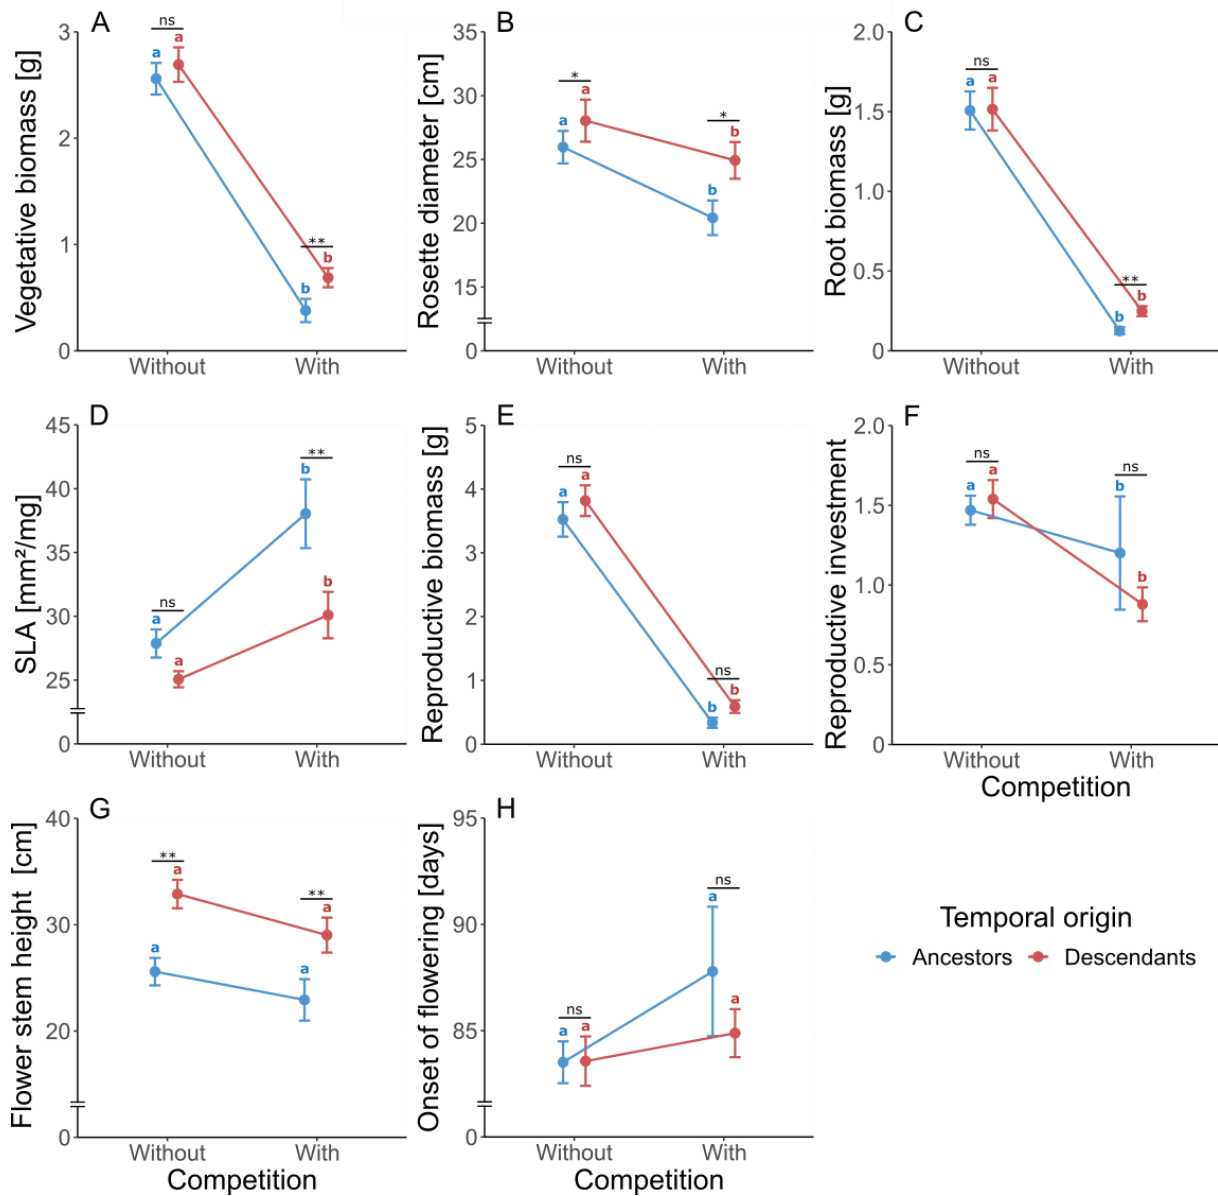 A
Vegetative biomass [g]
3
2
1
0
ns
a
a
**
b
b
Without
With
B
Rosette diameter [cm]
35
30
25
20
15
0
*
a
a
*
b
b
Without
With
C
Root biomass [g]
2.0
1.5
1.0
0.5
0
ns
a
a
**
b
b
Without
With
D
SLA [mm²/mg]
45
40
35
30
25
0
ns
a
a
**
b
b
Without
With
E
Reproductive biomass [g]
5
4
3
2
1
0
ns
a
a
ns
b
b
Without
With
F
Reproductive investment
2.0
1.5
1.0
0.5
0
ns
a
a
ns
b
b
Without
With
Competition
G
Flower stem height [cm]
40
30
20
0
**
a
a
**
a
a
Without
With
Competition
H
Onset of flowering [days]
95
90
85
0
ns
a
a
ns
a
a
Without
With
Competition
Temporal origin
Ancestors
Descendants